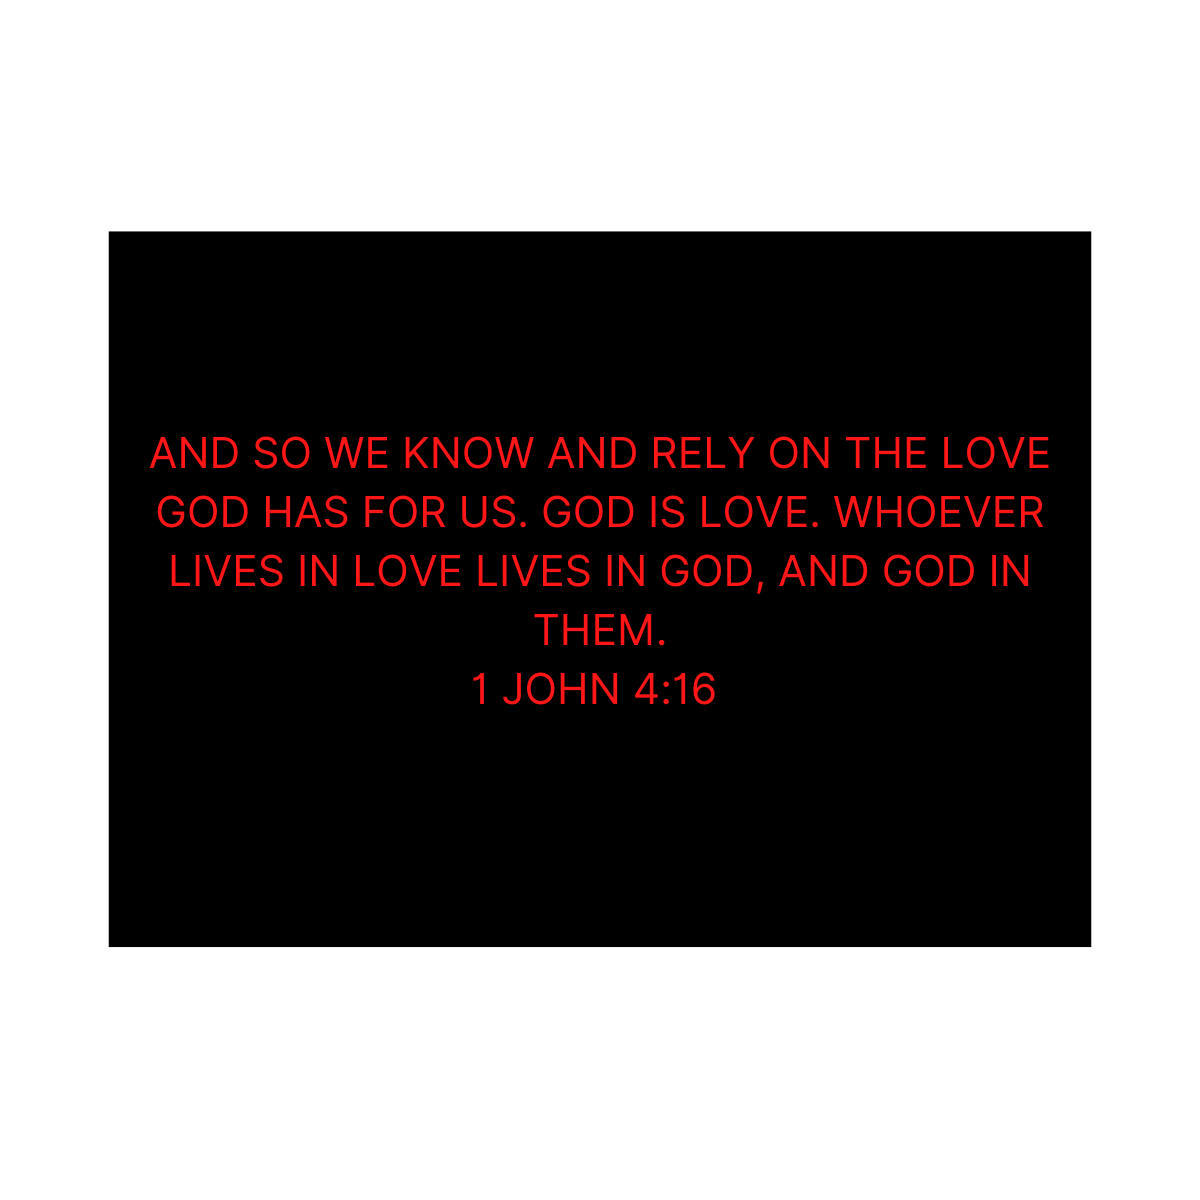 AND SO WE KNOW AND RELY ON THE LOVE
GOD HAS FOR US. GOD IS LOVE. WHOEVER
LIVES IN LOVE LIVES IN GOD, AND GOD IN
THEM.
1 JOHN 4:16